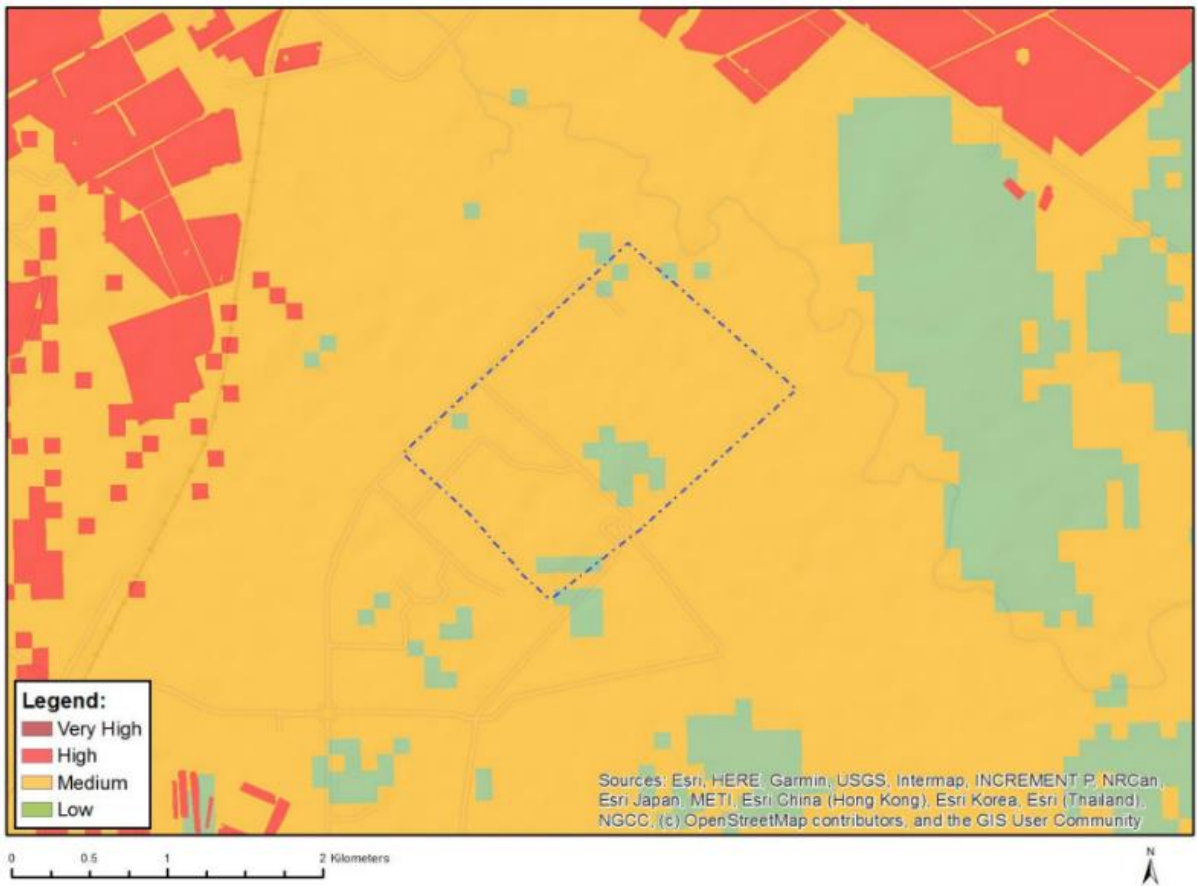 Legend:
Very High
High
Medium
Low
Sources: Esri, HERE, Garmin, USGS, Intermap, INCREMENT P, NRCan,
Esri Japan, METI, Esri China (Hong Kong), Esri Korea, Esri (Thailand),
NGCC, (c) OpenStreetMap contributors, and the GIS User Community
0 0.5 1 2 Kilometers
N